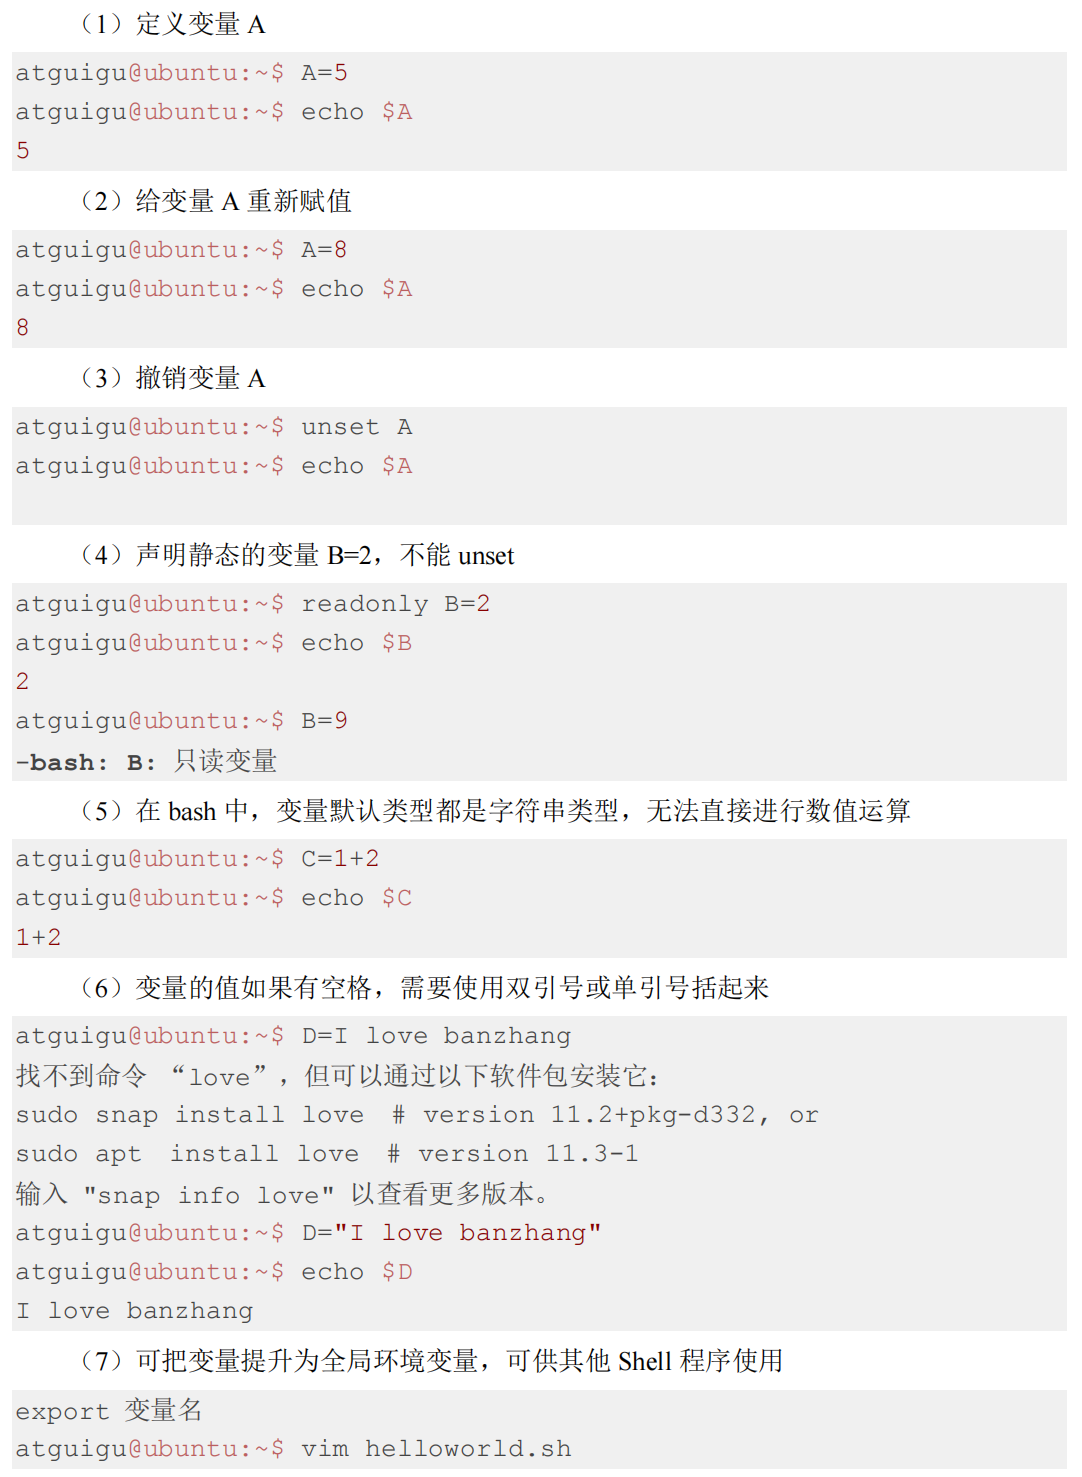 （1）定义变量 A
atguigu@ubuntu:~$ A=5
atguigu@ubuntu:~$ echo $A
5
（2）给变量 A 重新赋值
atguigu@ubuntu:~$ A=8
atguigu@ubuntu:~$ echo $A
8
（3）撤销变量 A
atguigu@ubuntu:~$ unset A
atguigu@ubuntu:~$ echo $A
（4）声明静态的变量 B=2，不能 unset
atguigu@ubuntu:~$ readonly B=2
atguigu@ubuntu:~$ echo $B
2
atguigu@ubuntu:~$ B=9
-bash: B: 只读变量
（5）在 bash 中，变量默认类型都是字符串类型，无法直接进行数值运算
atguigu@ubuntu:~$ C=1+2
atguigu@ubuntu:~$ echo $C
1+2
（6）变量的值如果有空格，需要使用双引号或单引号括起来
atguigu@ubuntu:~$ D=I love banzhang
找不到命令 “love”，但可以通过以下软件包安装它：
sudo snap install love  # version 11.2+pkg-d332, or
sudo apt  install love  # version 11.3-1
输入 "snap info love" 以查看更多版本。
atguigu@ubuntu:~$ D="I love banzhang"
atguigu@ubuntu:~$ echo $D
I love banzhang
（7）可把变量提升为全局环境变量，可供其他 Shell 程序使用
export 变量名
atguigu@ubuntu:~$ vim helloworld.sh